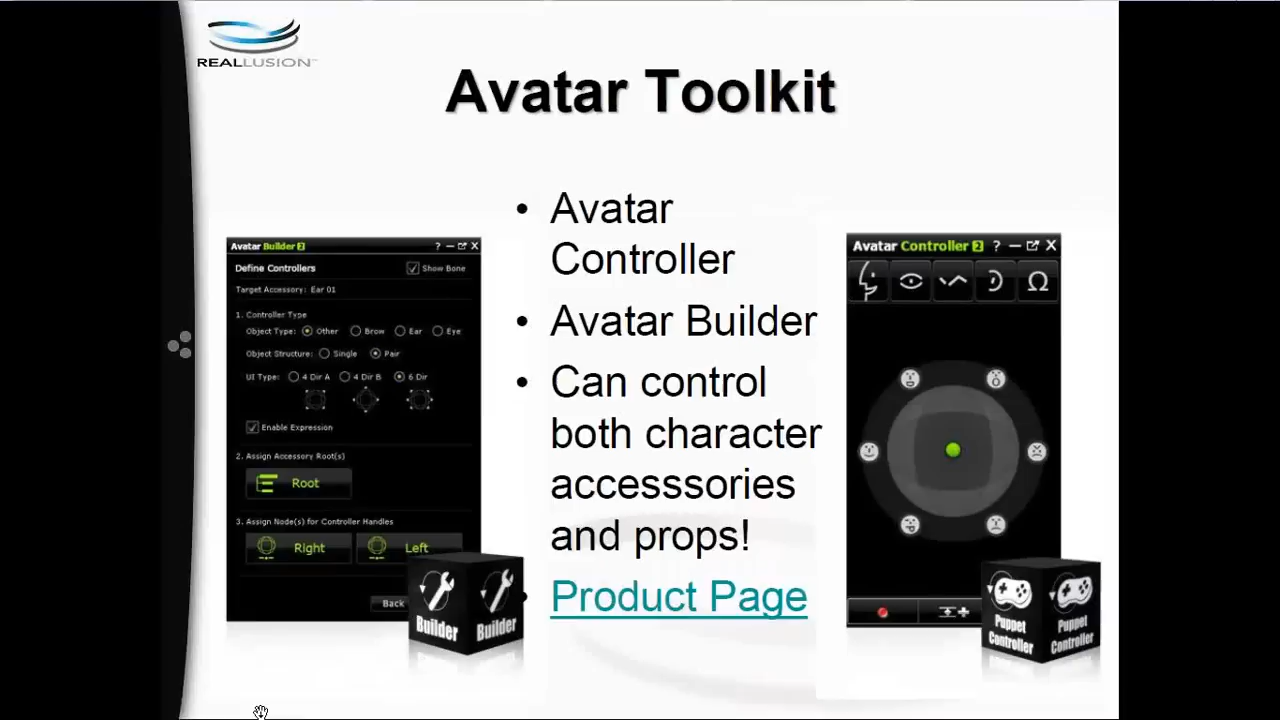 REALLUSION™
Avatar Toolkit
• Avatar
Controller
• Avatar Builder
• Can control
both character
accesssories
and props!
• Product Page
Avatar Builder 2 ? X
Define Controllers Show Bone
Target Accessory: Ear 01
1. Controller Type
Object Type: Other Brow Ear Eye
Object Structure: Single Pair
UI Type: 4 Dir A 4 Dir B 6 Dir
Enable Expression
2. Assign Accessory Root(s)
Root
3. Assign Node(s) for Controller Handles
Right Left
Back
Builder Builder
Avatar Controller 2 ? X
Puppet Puppet
Controller Controller